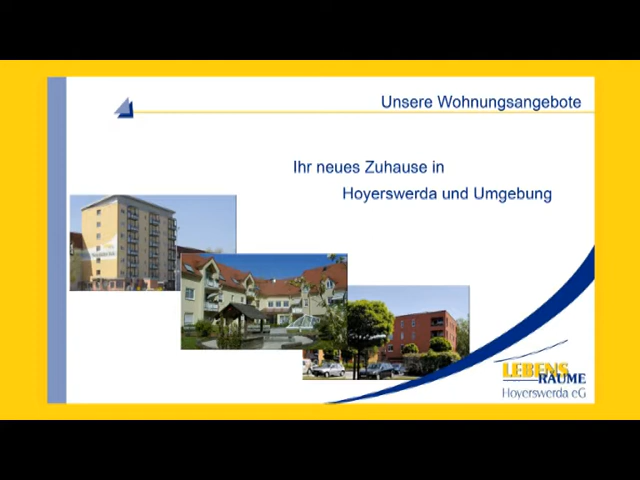 Unsere Wohnungsangebote
Ihr neues Zuhause in
Hoyerswerda und Umgebung
LEBENS
RÄUME
Hoyerswerda eG